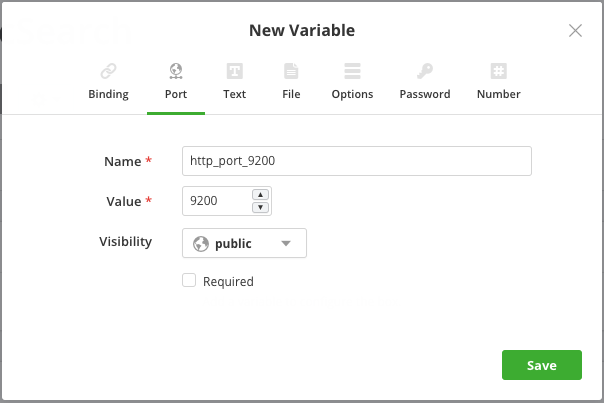 New Variable
Binding Port Text File Options Password Number
Name * http_port_9200
Value * 9200
Visibility public
Required
Save